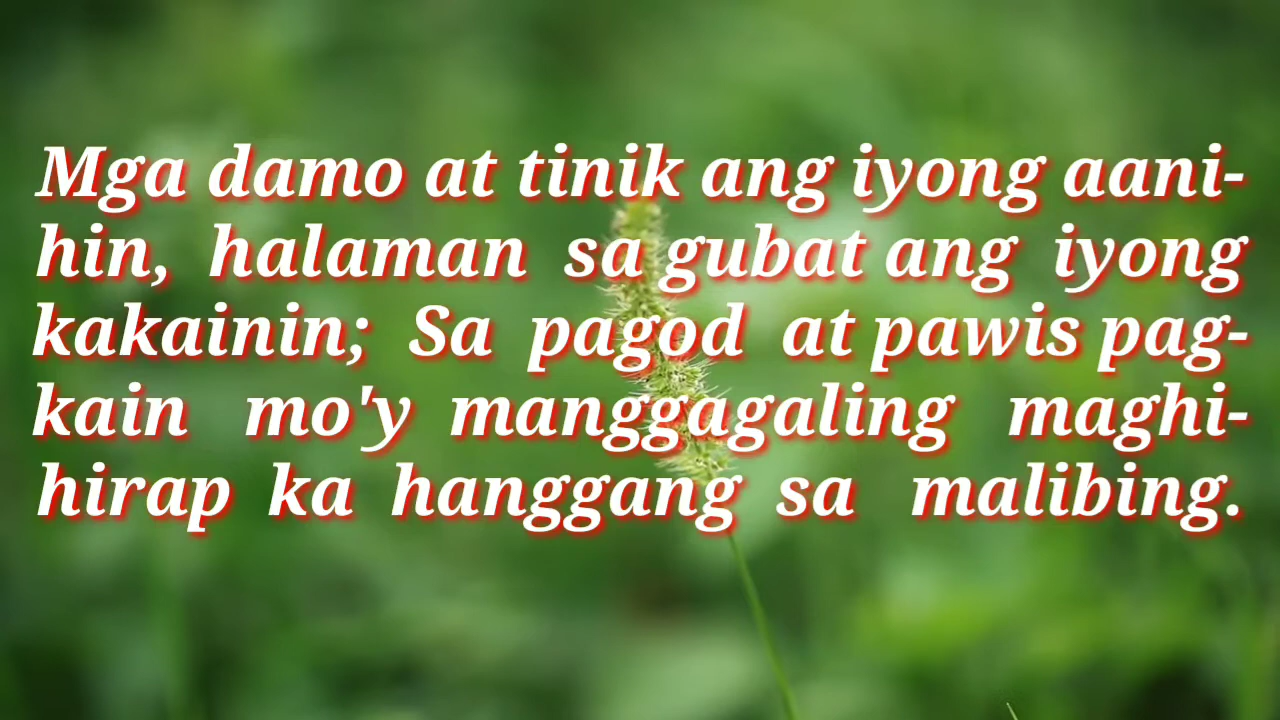 Mga damo at tinik ang iyong aani-
hin, halaman sa gubat ang iyong
kakainin; Sa pagod at pawis pag-
kain mo'y manggagaling maghi-
hirap ka hanggang sa malibing.